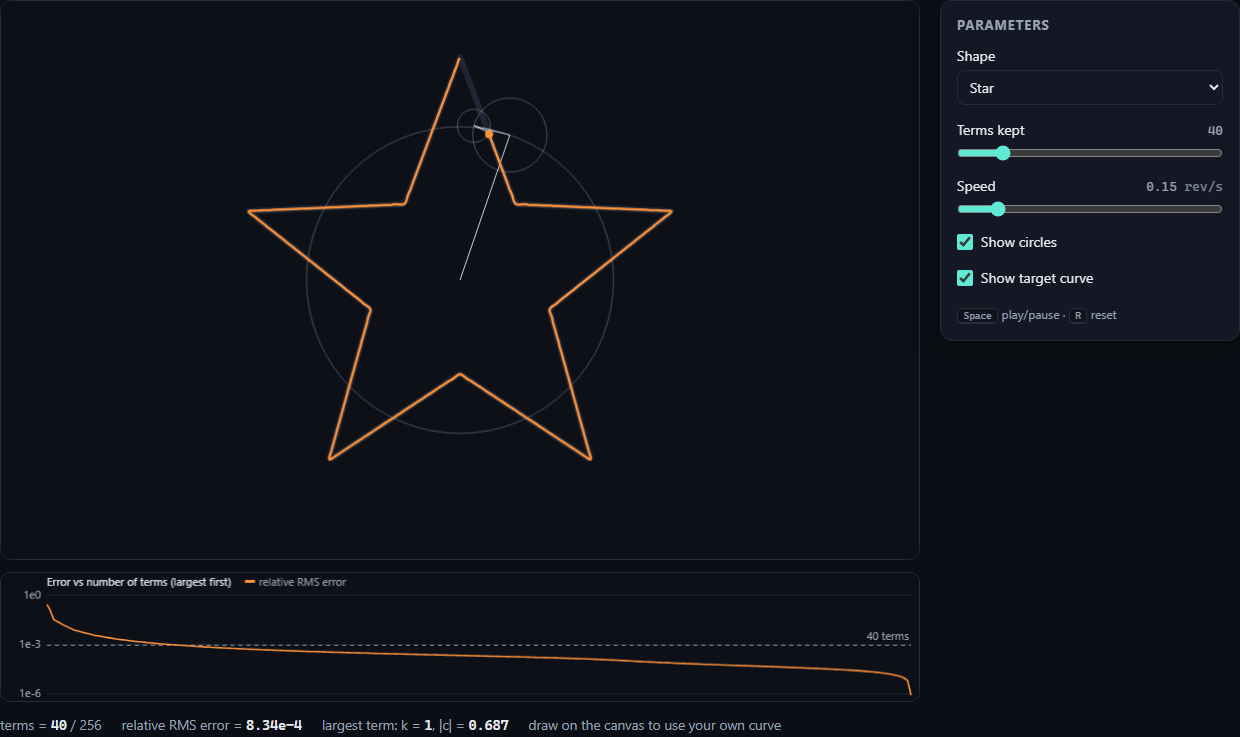 PARAMETERS
Shape
Star
Terms kept 40
Speed 0.15 rev/s
Show circles
Show target curve
Space play/pause · R reset
Error vs number of terms (largest first) relative RMS error
1e0
40 terms
1e-3
1e-6
terms = 40 / 256 relative RMS error = 8.34e−4 largest term: k = 1, |c| = 0.687 draw on the canvas to use your own curve